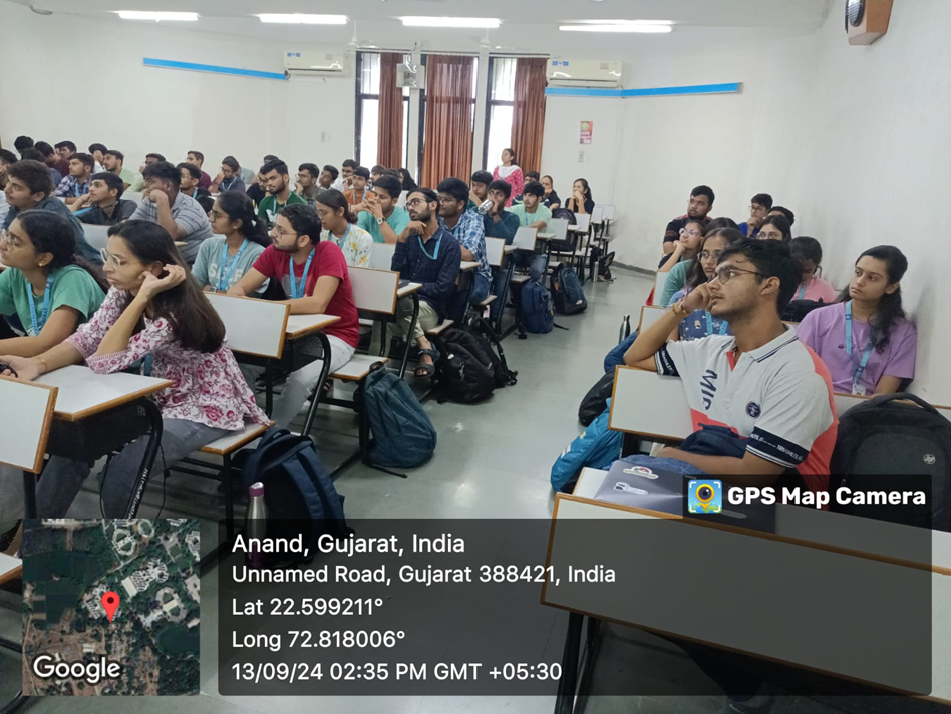 GPS Map Camera
Anand, Gujarat, India
Unnamed Road, Gujarat 388421, India
Lat 22.599211°
Long 72.818006°
13/09/24 02:35 PM GMT +05:30
Google
hp